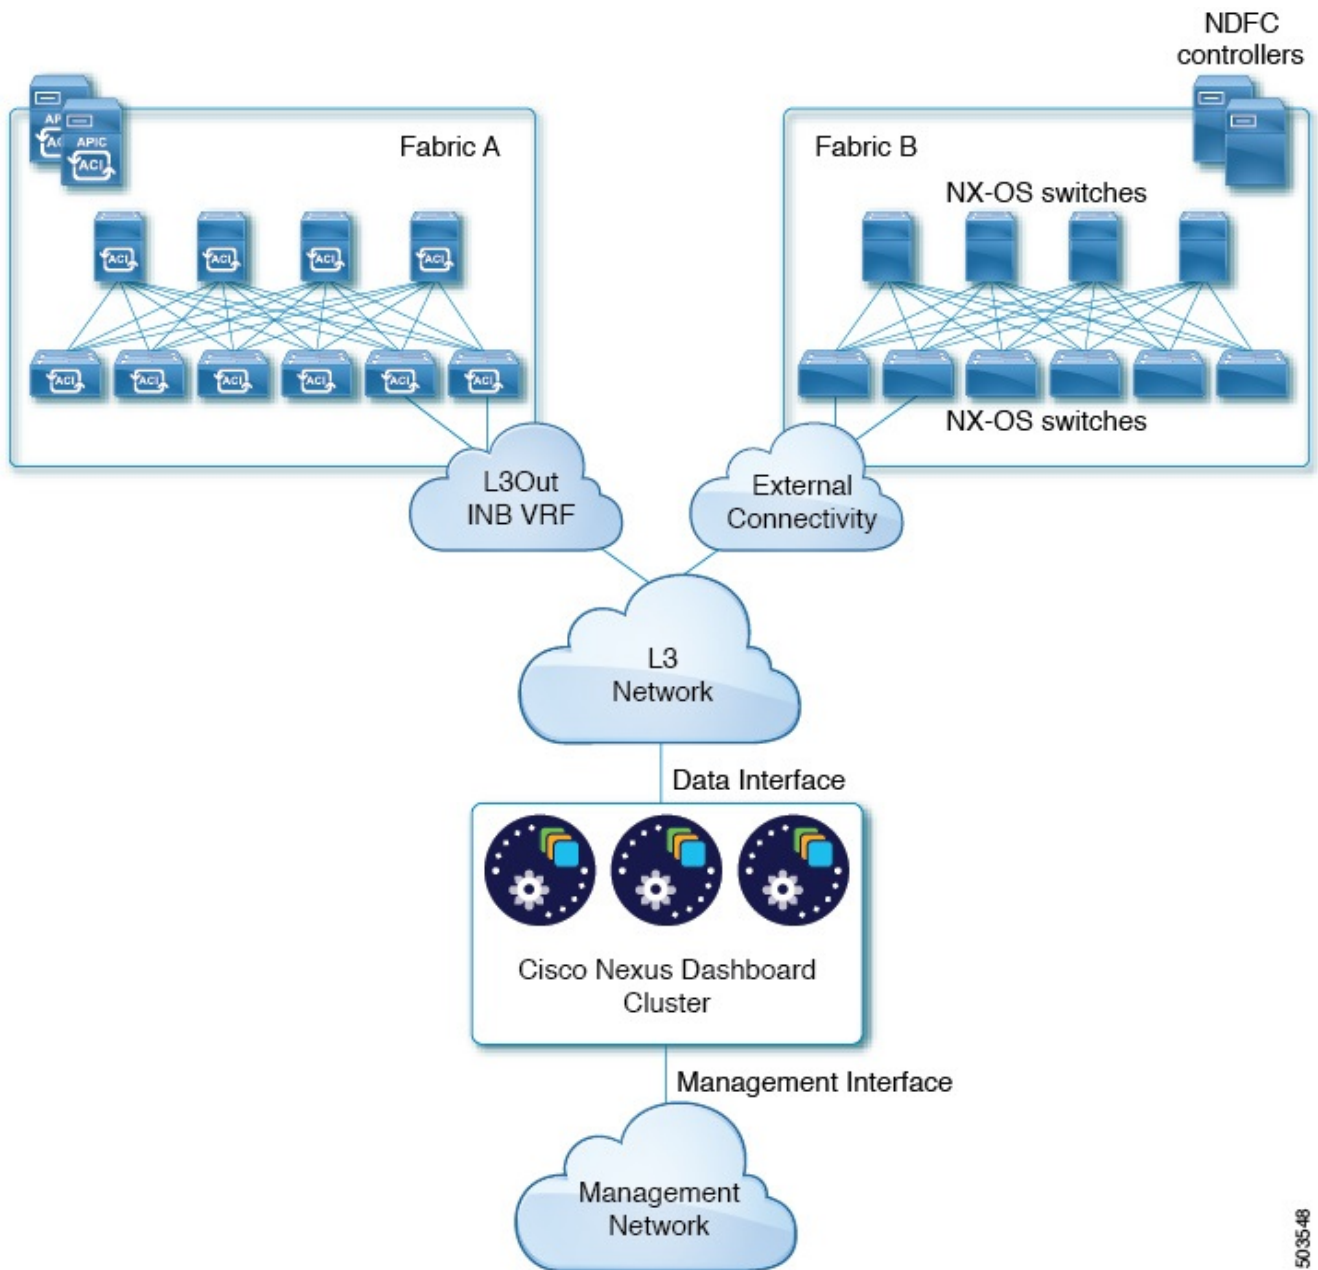 NDFC
controllers
AP
AC
APIC
ACI
Fabric A
Fabric B
NX-OS switches
ACI
ACI
ACI
ACI
ACI
ACI
ACI
ACI
ACI
ACI
NX-OS switches
L3Out
INB VRF
External
Connectivity
L3
Network
Data Interface
Cisco Nexus Dashboard
Cluster
Management Interface
Management
Network
503548